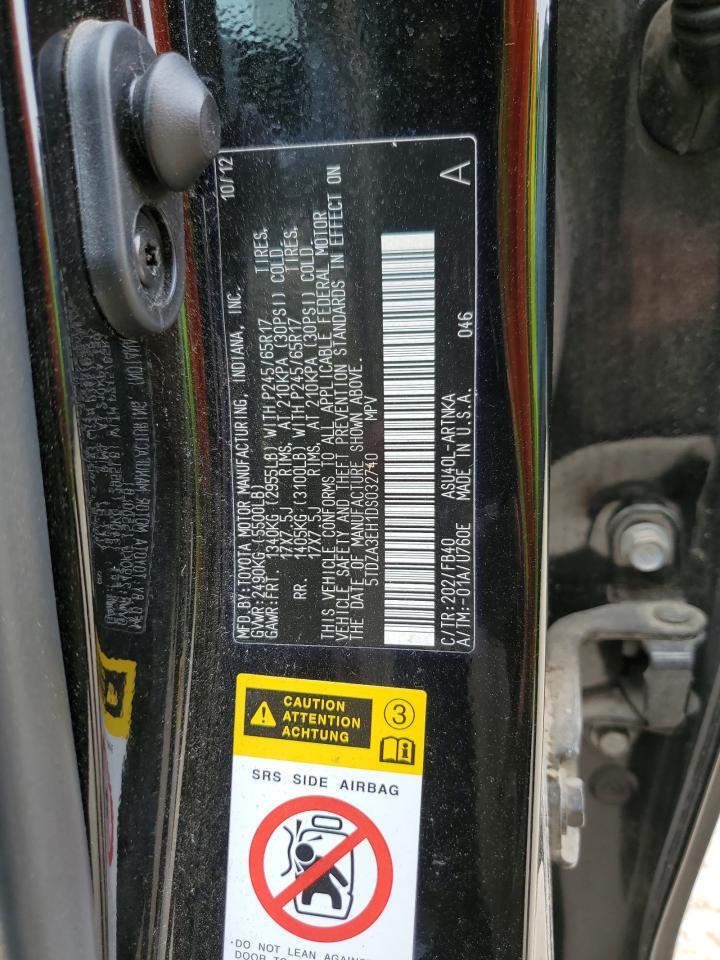 10/12
MFD.BY:TOYOTA MOTOR MANUFACTURING, INDIANA, INC.
GVWR:2490KG (5500LB)
GAWR:FRT. 1340KG (2955LB) WITH P245/65R17 TIRES.
17X7.5J RIMS, AT 210KPA (30PSI) COLD.
RR. 1405KG (3100LB) WITH P245/65R17 TIRES.
17X7.5J RIMS, AT 210KPA (30PSI) COLD.
THIS VEHICLE CONFORMS TO ALL APPLICABLE FEDERAL MOTOR
VEHICLE SAFETY AND THEFT PREVENTION STANDARDS IN EFFECT ON
THE DATE OF MANUFACTURE SHOWN ABOVE.
5TDZA3EH1DS032740 MPV
C/TR:202/FB40 ASU40L-ARTNKA 046 A
A/TM:-01A/U760E MADE IN U.S.A.
CAUTION
ATTENTION
ACHTUNG
3
SRS SIDE AIRBAG
·DO NOT LEAN AGAINS